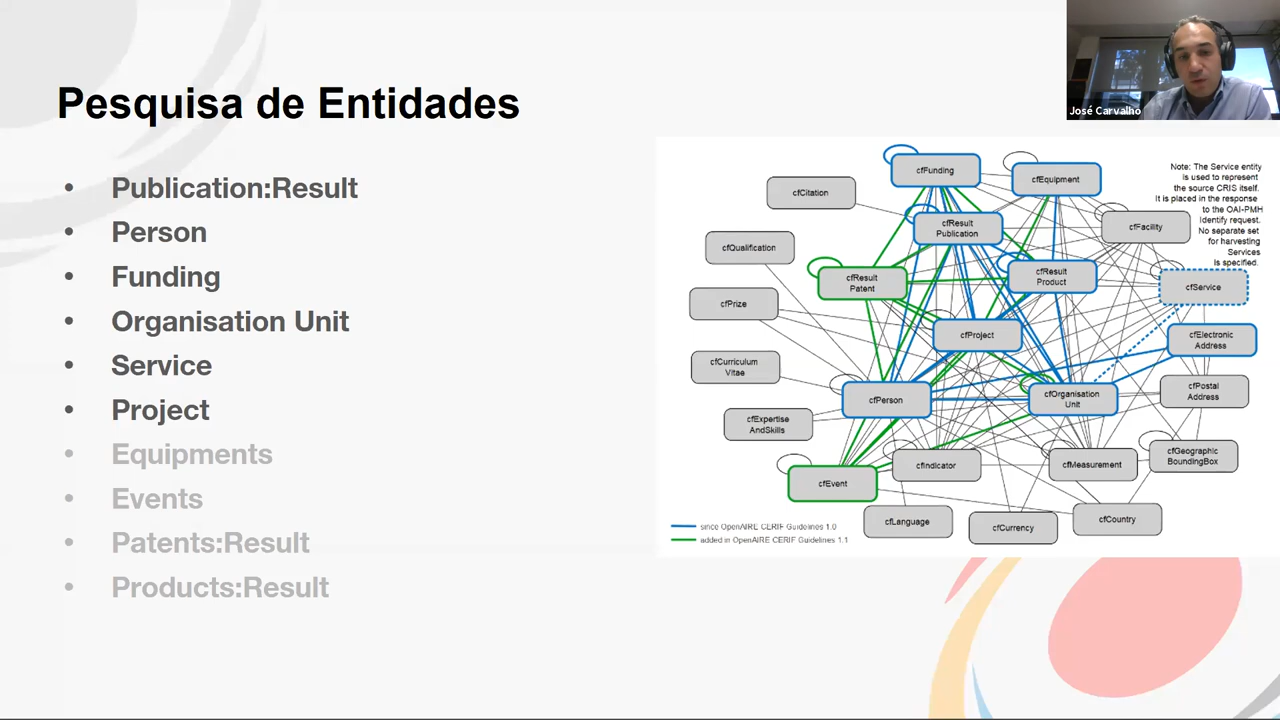 José Carvalho
Pesquisa de Entidades
• Publication:Result
• Person
• Funding
• Organisation Unit
• Service
• Project
• Equipments
• Events
• Patents:Result
• Products:Result
cfFunding
cfEquipment
cfCitation
cfResult
Publication
cfFacility
cfQualification
cfResult
Patent
cfResult
Product
cfService
cfPrize
cfProject
cfElectronic
Address
cfCurriculum
Vitae
cfPerson
cfOrganisation
Unit
cfPostal
Address
cfExpertise
AndSkills
cfIndicator
cfMeasurement
cfGeographic
BoundingBox
cfEvent
cfLanguage
cfCurrency
cfCountry
Note: The Service entity
is used to represent
the source CRIS itself.
It is placed in the response
to the OAI-PMH
Identify request.
No separate set
for harvesting
Services
is specified.
since OpenAIRE CERIF Guidelines 1.0
added in OpenAIRE CERIF Guidelines 1.1